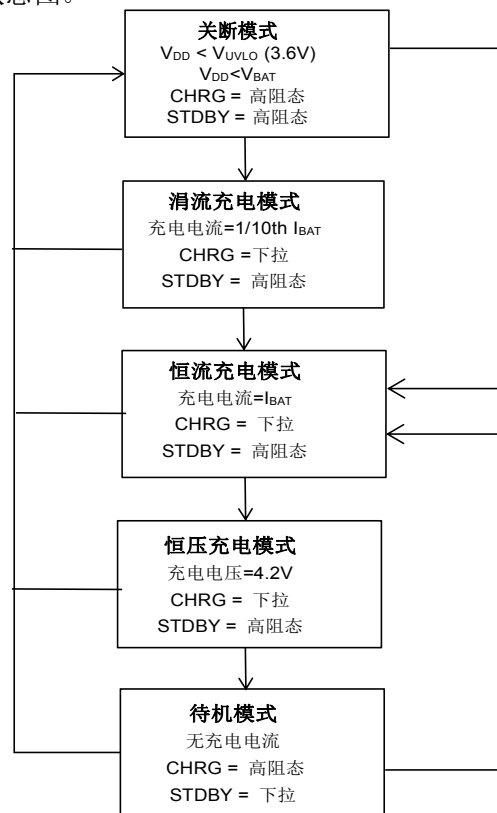 态图。
关断模式
VDD < VUVLO (3.6V)
VDD<VBAT
CHRG = 高阻态
STDBY = 高阻态
涓流充电模式
充电电流=1/10th IBAT
CHRG =下拉
STDBY = 高阻态
恒流充电模式
充电电流=IBAT
CHRG = 下拉
STDBY = 高阻态
恒压充电模式
充电电压=4.2V
CHRG = 下拉
STDBY = 高阻态
待机模式
无充电电流
CHRG = 高阻态
STDBY = 下拉